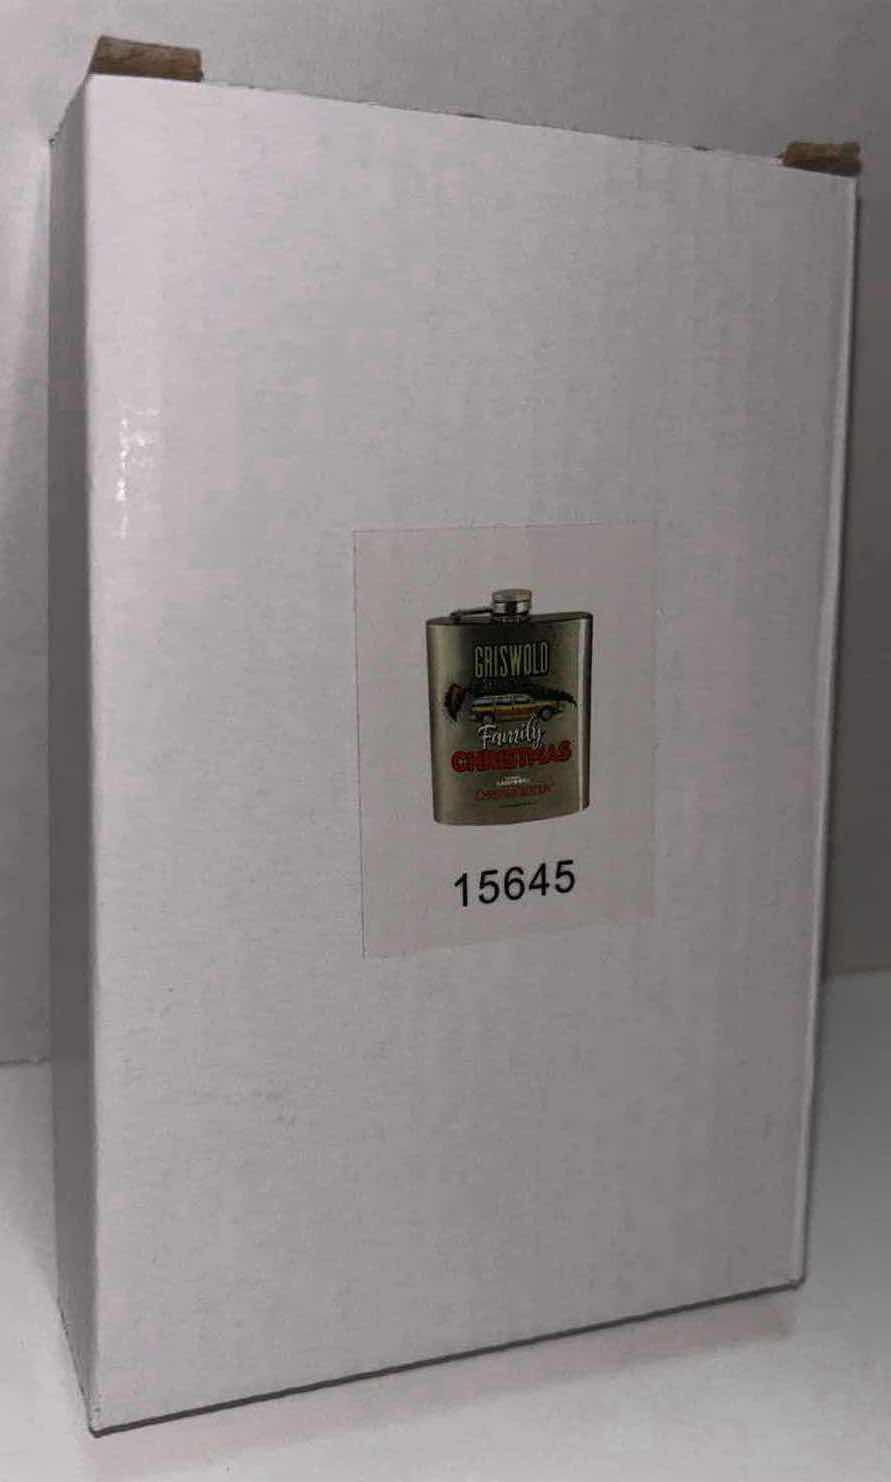 GRISWOLD
Family
CHRISTMAS
15645